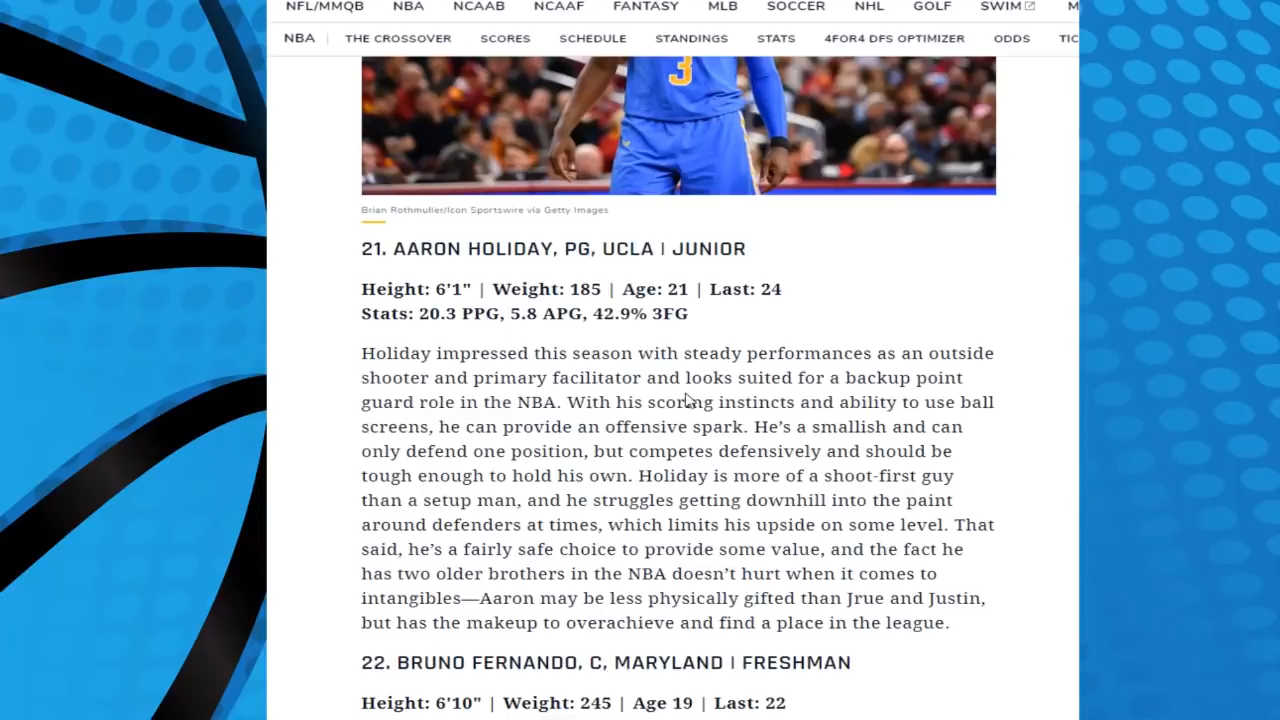 NFL/MMQB NBA NCAAB NCAAF FANTASY MLB SOCCER NHL GOLF SWIM M
NBA | THE CROSSOVER SCORES SCHEDULE STANDINGS STATS 4FOR4 DFS OPTIMIZER ODDS TIC
3
Brian Rothmuller/Icon Sportswire via Getty Images
21. AARON HOLIDAY, PG, UCLA | JUNIOR
Height: 6'1" | Weight: 185 | Age: 21 | Last: 24
Stats: 20.3 PPG, 5.8 APG, 42.9% 3FG
Holiday impressed this season with steady performances as an outside
shooter and primary facilitator and looks suited for a backup point
guard role in the NBA. With his scoring instincts and ability to use ball
screens, he can provide an offensive spark. He’s a smallish and can
only defend one position, but competes defensively and should be
tough enough to hold his own. Holiday is more of a shoot-first guy
than a setup man, and he struggles getting downhill into the paint
around defenders at times, which limits his upside on some level. That
said, he’s a fairly safe choice to provide some value, and the fact he
has two older brothers in the NBA doesn’t hurt when it comes to
intangibles—Aaron may be less physically gifted than Jrue and Justin,
but has the makeup to overachieve and find a place in the league.
22. BRUNO FERNANDO, C, MARYLAND | FRESHMAN
Height: 6'10" | Weight: 245 | Age 19 | Last: 22